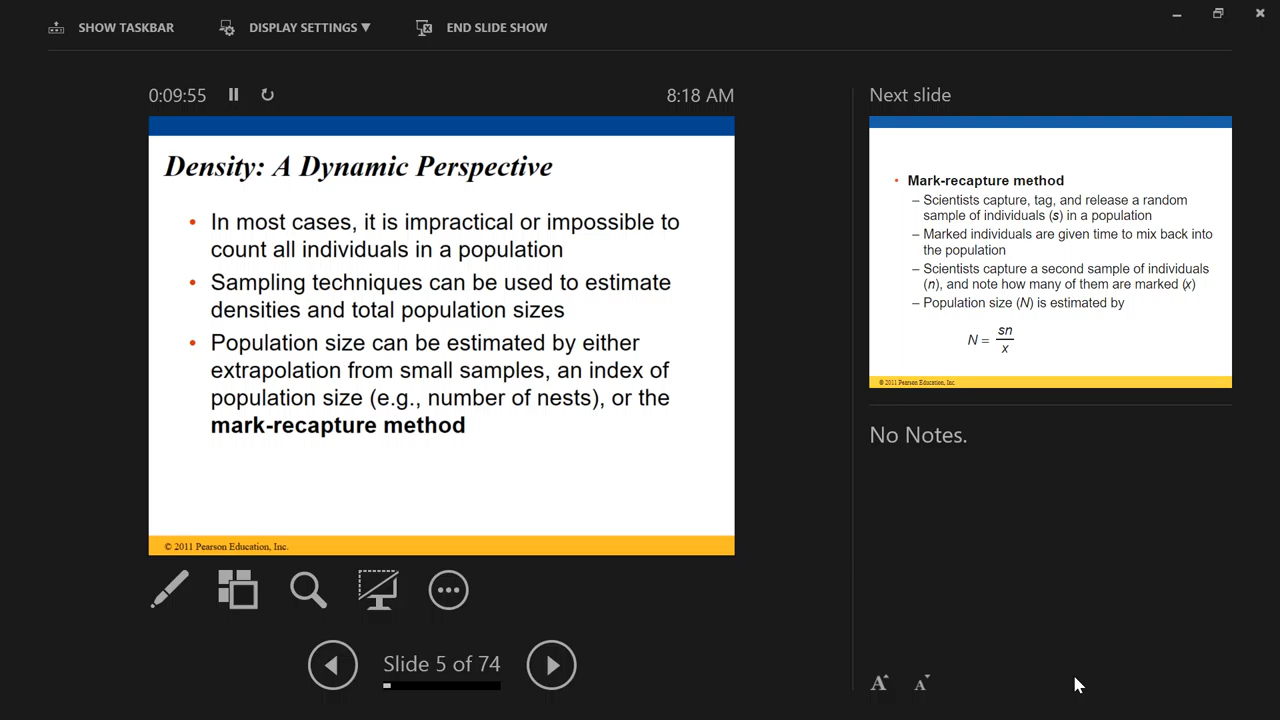 SHOW TASKBAR
DISPLAY SETTINGS ▼
END SLIDE SHOW
0:09:55
8:18 AM
Density: A Dynamic Perspective
• In most cases, it is impractical or impossible to
count all individuals in a population
• Sampling techniques can be used to estimate
densities and total population sizes
• Population size can be estimated by either
extrapolation from small samples, an index of
population size (e.g., number of nests), or the
mark-recapture method
© 2011 Pearson Education, Inc.
Slide 5 of 74
Next slide
• Mark-recapture method
– Scientists capture, tag, and release a random
sample of individuals (s) in a population
– Marked individuals are given time to mix back into
the population
– Scientists capture a second sample of individuals
(n), and note how many of them are marked (x)
– Population size (N) is estimated by
N = sn
x
© 2011 Pearson Education, Inc.
No Notes.
A A